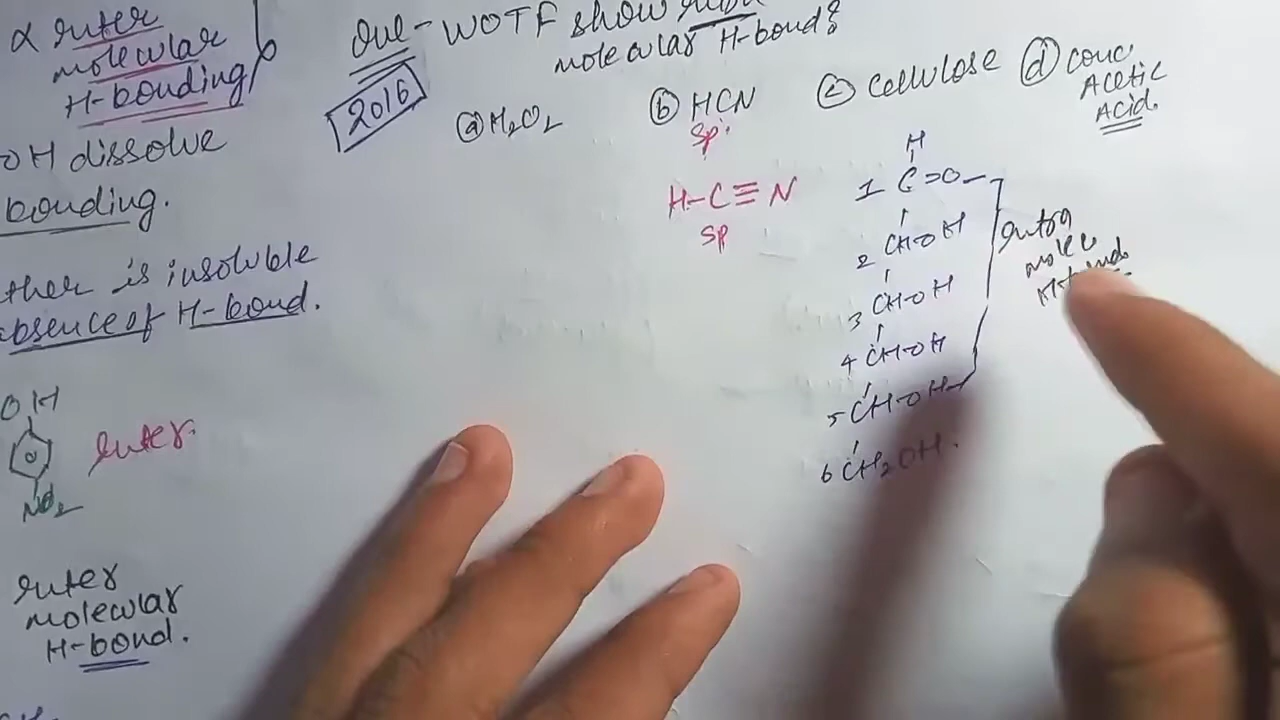 α Inter
molecular
H-bonding
OH dissolve
bonding.
ther is insoluble
absence of H-bond.
OH
NO2
Inter.
Inter
molecular
H-bond.
Que- WOTF show
molecular H-bond?
2016
(a) H2O2
(b) HCN
Sp.
H-C≡N
Sp
(c) Cellulose
(d) Conc
Acetic
Acid.
H
1 C=O
2 CH-OH
3 CH-OH
4 CH-OH
5 CH-OH
6 CH2OH.
Intra
molecu